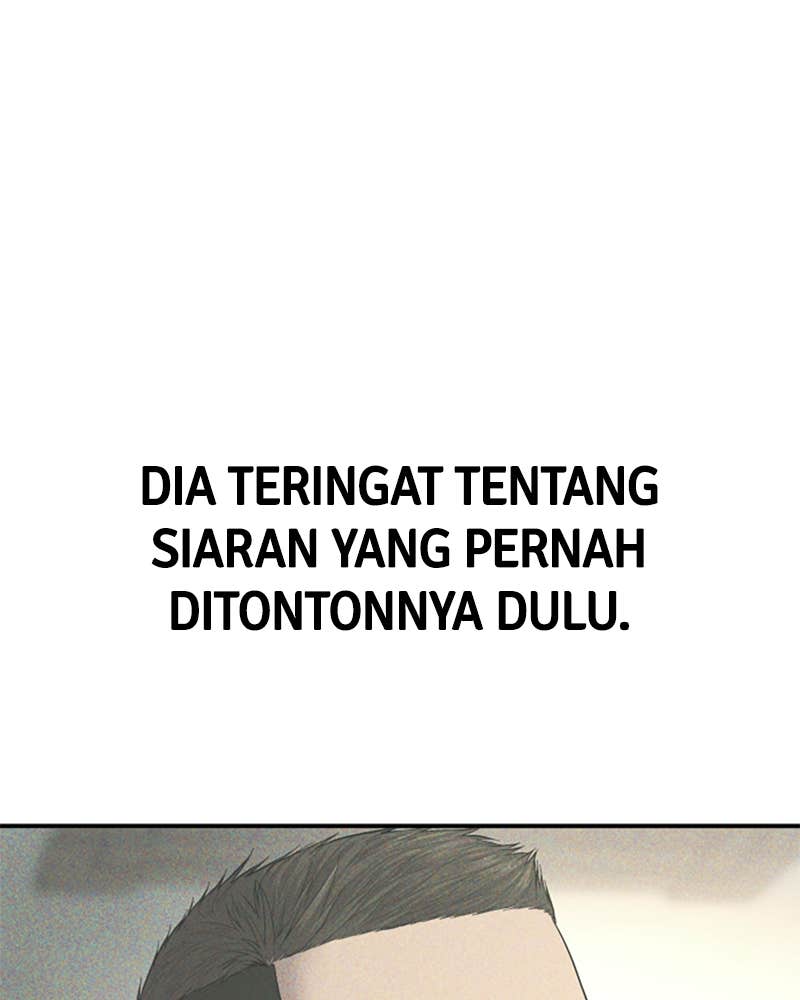 DIA TERINGAT TENTANG
SIARAN YANG PERNAH
DITONTONNYA DULU.